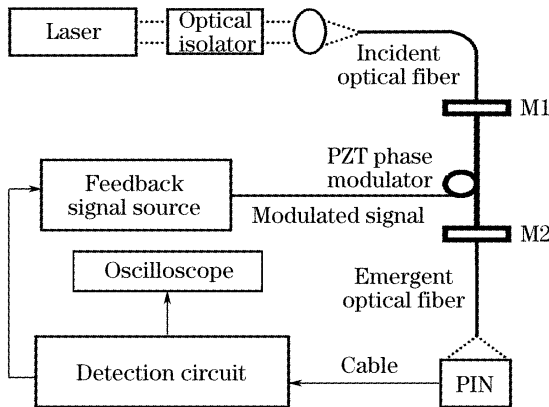 Laser
Optical
isolator
Incident
optical fiber
M1
PZT phase
modulator
Feedback
signal source
Modulated signal
M2
Oscilloscope
Emergent
optical fiber
Detection circuit
Cable
PIN